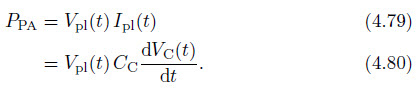 P_PA = V_pl(t) I_pl(t) (4.79)
= V_pl(t) C_C dV_C(t)/dt. (4.80)